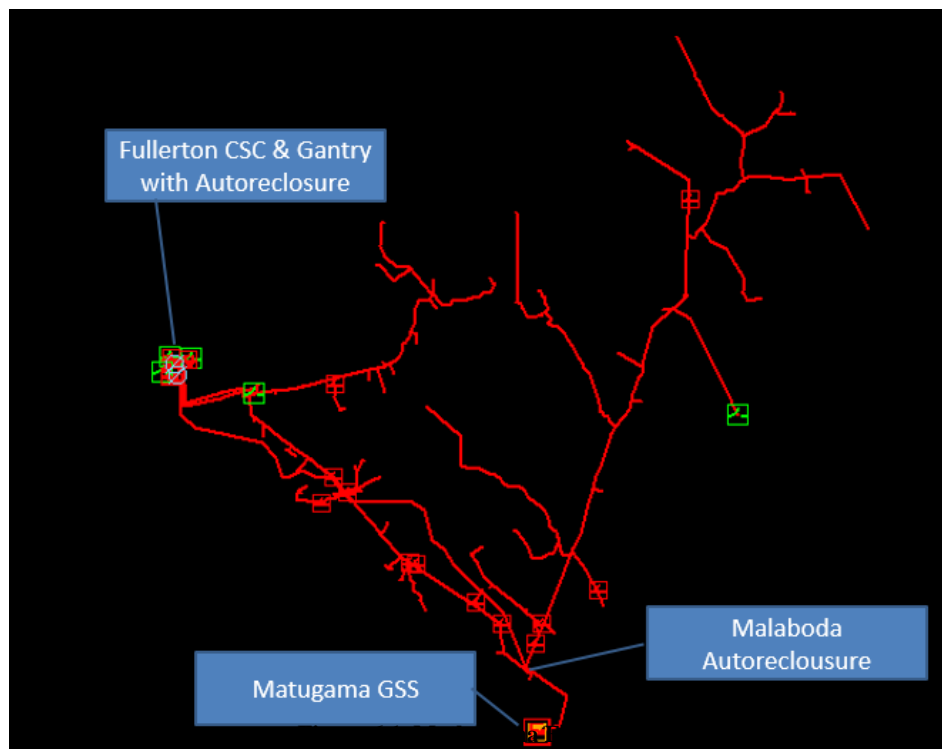 Fullerton CSC & Gantry
with Autoreclosure
Malaboda
Autoreclousure
Matugama GSS